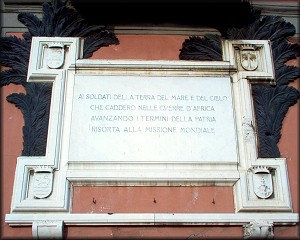 AI SOLDATI DELLA TERRA DEL MARE E DEL CIELO
CHE CADDERO NELLE GVERRE D'AFRICA
AVANZANDO I TERMINI DELLA PATRIA
RISORTA ALLA MISSIONE MONDIALE